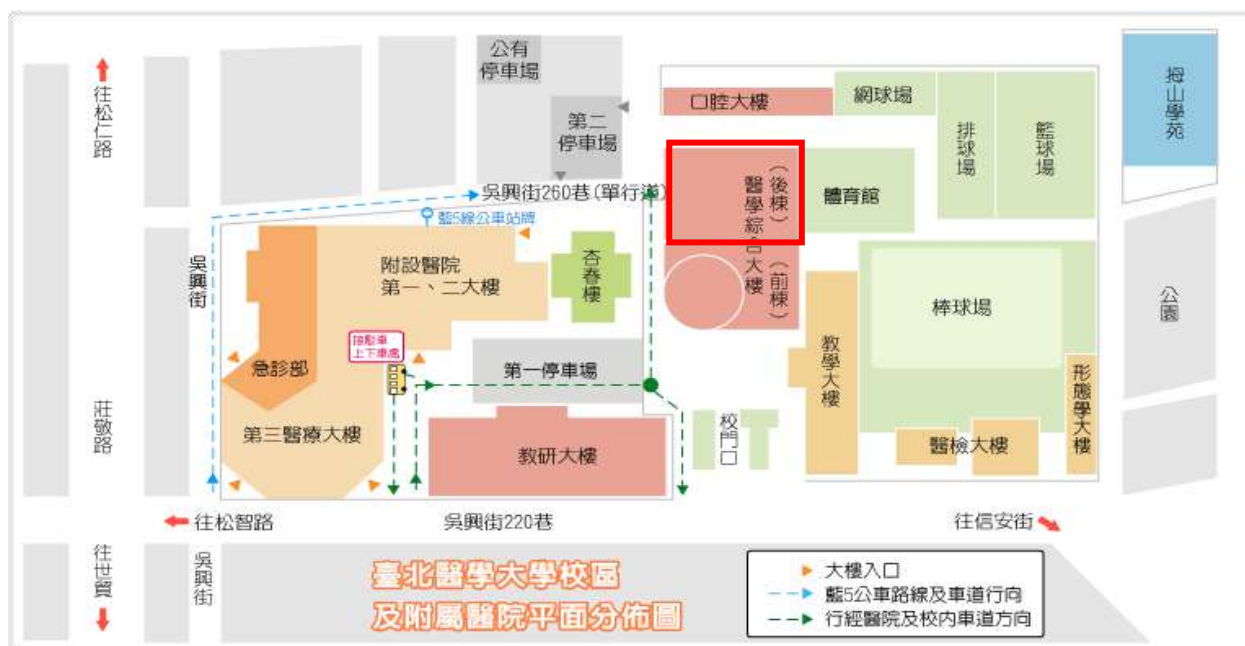 公有
停車場
第二
停車場
口腔大樓
網球場
排球場
籃球場
拇山學苑
往松仁路
吳興街260巷(單行道)
藍5線公車站牌
醫學綜合大樓
(後棟)
(前棟)
體育館
吳興街
附設醫院
第一、二大樓
杏春樓
棒球場
公園
接駁車
上下車處
急診部
第一停車場
教學大樓
形態學大樓
莊敬路
第三醫療大樓
教研大樓
校門口
醫檢大樓
往松智路
吳興街220巷
往信安街
往世貿
吳興街
臺北醫學大學校區
及附屬醫院平面分佈圖
大樓入口
藍5公車路線及車道行向
行經醫院及校內車道方向